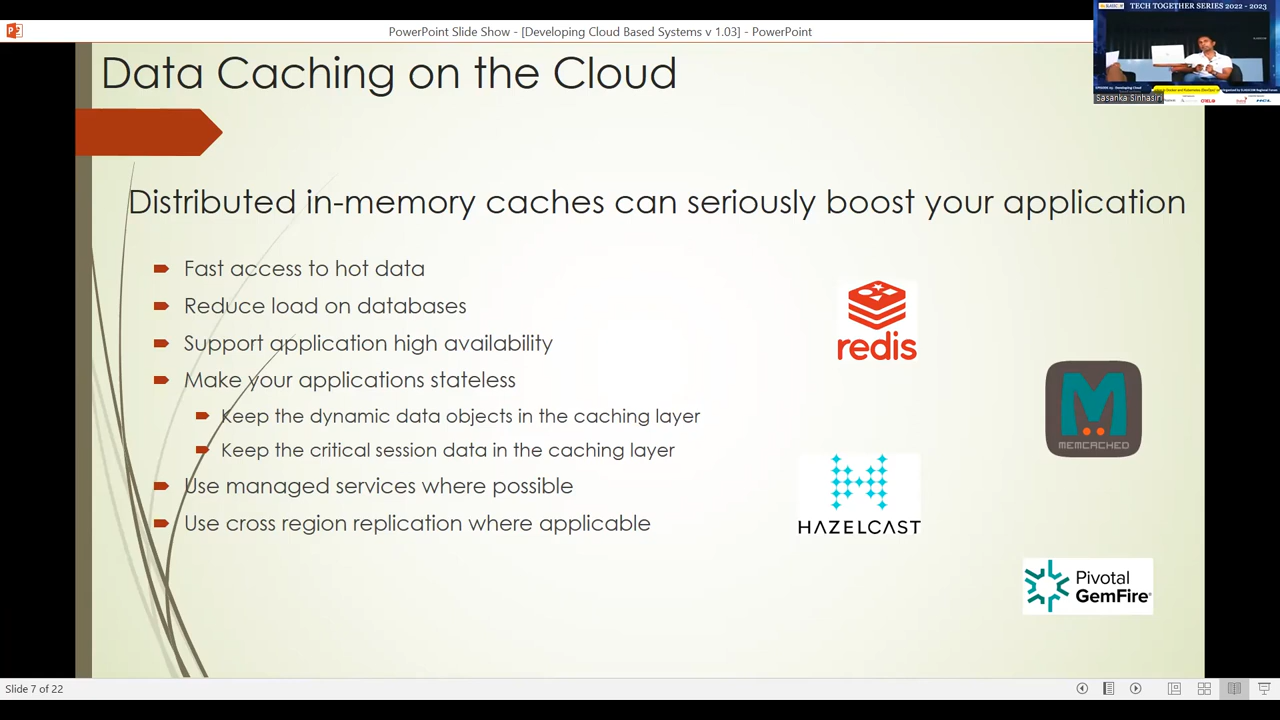 PowerPoint Slide Show - [Developing Cloud Based Systems v 1.03] - PowerPoint
TECH TOGETHER SERIES 2022 - 2023
Sasanka Sinhasiri
Data Caching on the Cloud
Distributed in-memory caches can seriously boost your application
Fast access to hot data
Reduce load on databases
Support application high availability
Make your applications stateless
Keep the dynamic data objects in the caching layer
Keep the critical session data in the caching layer
Use managed services where possible
Use cross region replication where applicable
redis
MEMCACHED
HAZELCAST
Pivotal
GemFire®
Slide 7 of 22